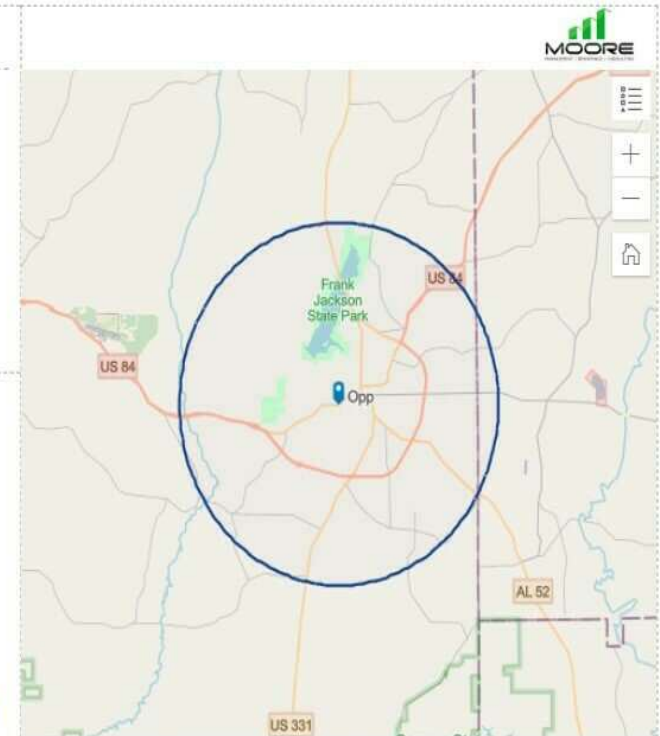 MOORE
Frank
Jackson
State Park
US 84
US 84
Opp
AL 52
US 331